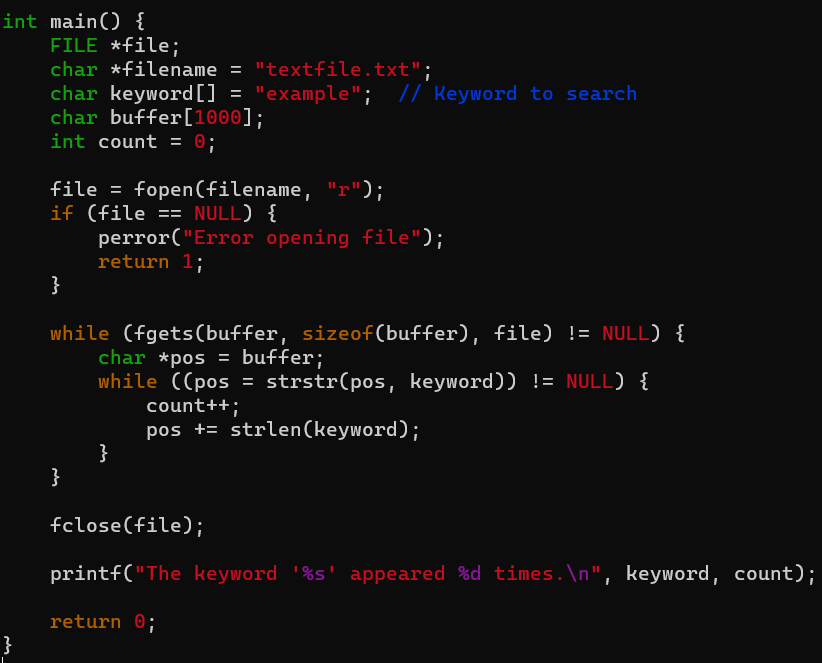 int main() {
    FILE *file;
    char *filename = "textfile.txt";
    char keyword[] = "example";  // Keyword to search
    char buffer[1000];
    int count = 0;

    file = fopen(filename, "r");
    if (file == NULL) {
        perror("Error opening file");
        return 1;
    }

    while (fgets(buffer, sizeof(buffer), file) != NULL) {
        char *pos = buffer;
        while ((pos = strstr(pos, keyword)) != NULL) {
            count++;
            pos += strlen(keyword);
        }
    }

    fclose(file);

    printf("The keyword '%s' appeared %d times.\n", keyword, count);

    return 0;
}